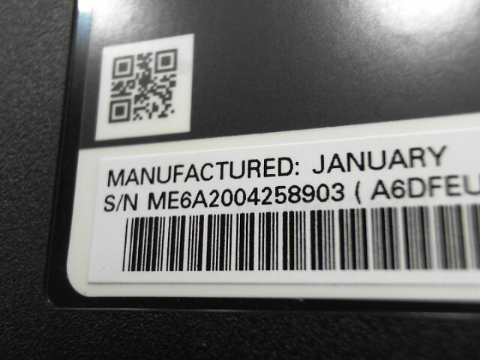 MANUFACTURED: JANUARY
S/N ME6A2004258903 ( A6DFEU